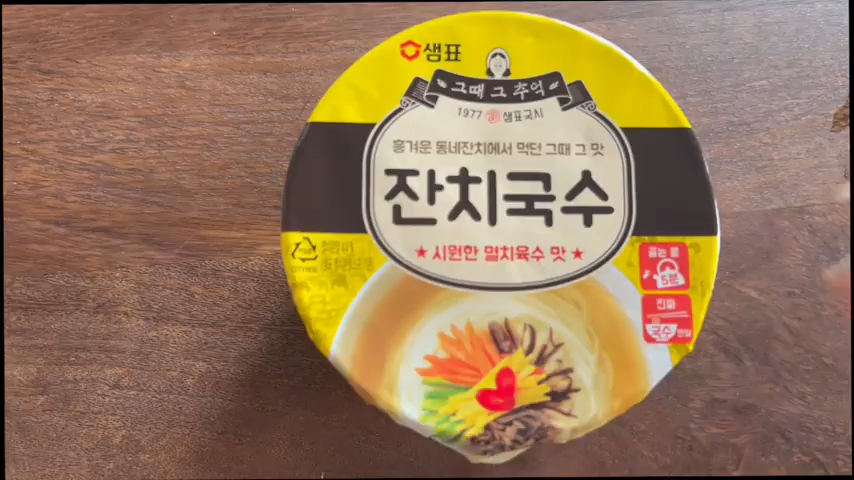 샘표
그때 그 추억
1977 샘표국시
흥겨운 동네잔치에서 먹던 그때 그 맛
잔치국수
★ 시원한 멸치육수 맛 ★
끓는 물
5분
진짜
국수